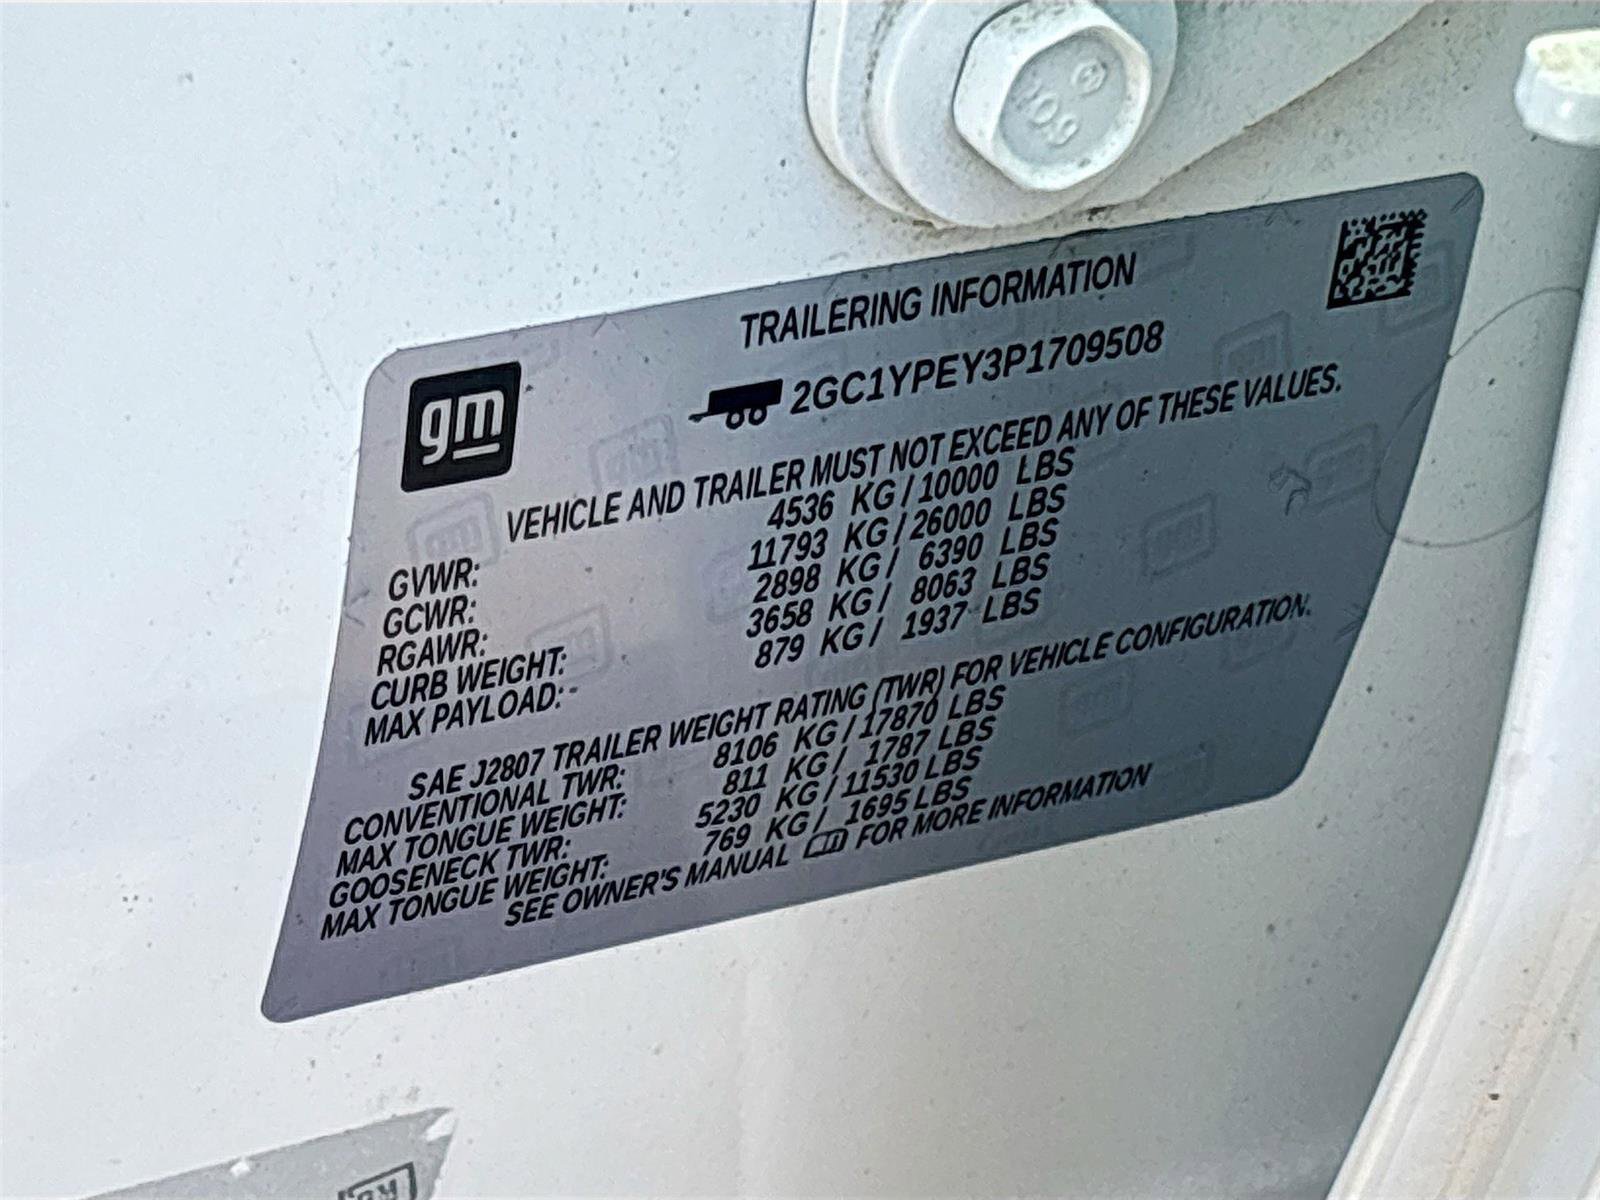 10.9
TRAILERING INFORMATION
gm
2GC1YPEY3P1709508
VEHICLE AND TRAILER MUST NOT EXCEED ANY OF THESE VALUES.
GVWR: 4536 KG / 10000 LBS
GCWR: 11793 KG / 26000 LBS
RGAWR: 2898 KG / 6390 LBS
CURB WEIGHT: 3658 KG / 8063 LBS
MAX PAYLOAD: 879 KG / 1937 LBS
SAE J2807 TRAILER WEIGHT RATING (TWR) FOR VEHICLE CONFIGURATION.
CONVENTIONAL TWR: 8106 KG / 17870 LBS
MAX TONGUE WEIGHT: 811 KG / 1787 LBS
GOOSENECK TWR: 5230 KG / 11530 LBS
MAX TONGUE WEIGHT: 769 KG / 1695 LBS
SEE OWNER'S MANUAL FOR MORE INFORMATION